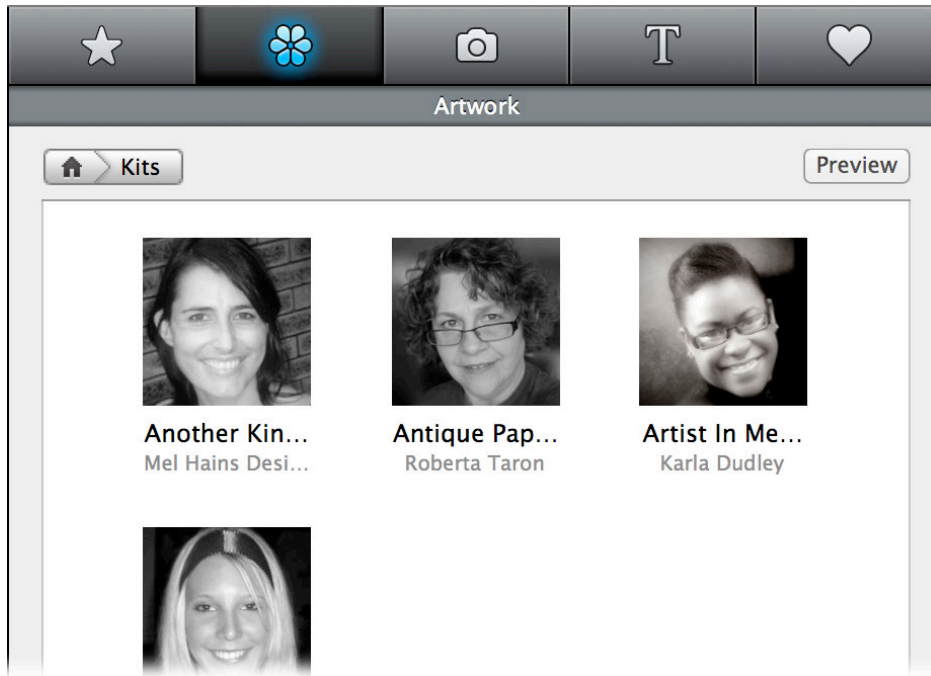 T
Artwork
Kits
Preview
Another Kin...
Antique Pap...
Artist In Me...
Mel Hains Desi...
Roberta Taron
Karla Dudley